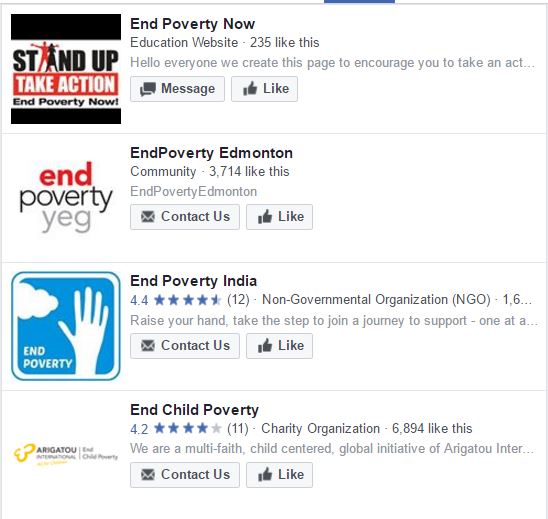 STAND UP
TAKE ACTION
End Poverty Now!
End Poverty Now
Education Website · 235 like this
Hello everyone we create this page to encourage you to take an act...
Message Like
end
poverty
yeg
EndPoverty Edmonton
Community · 3,714 like this
EndPovertyEdmonton
Contact Us Like
END
POVERTY
End Poverty India
4.4 (12) · Non-Governmental Organization (NGO) · 1,6...
Raise your hand, take the step to join a journey to support - one at a...
Contact Us Like
ARIGATOU
INTERNATIONAL
End
Child Poverty
End Child Poverty
4.2 (11) · Charity Organization · 6,894 like this
We are a multi-faith, child centered, global initiative of Arigatou Inter...
Contact Us Like